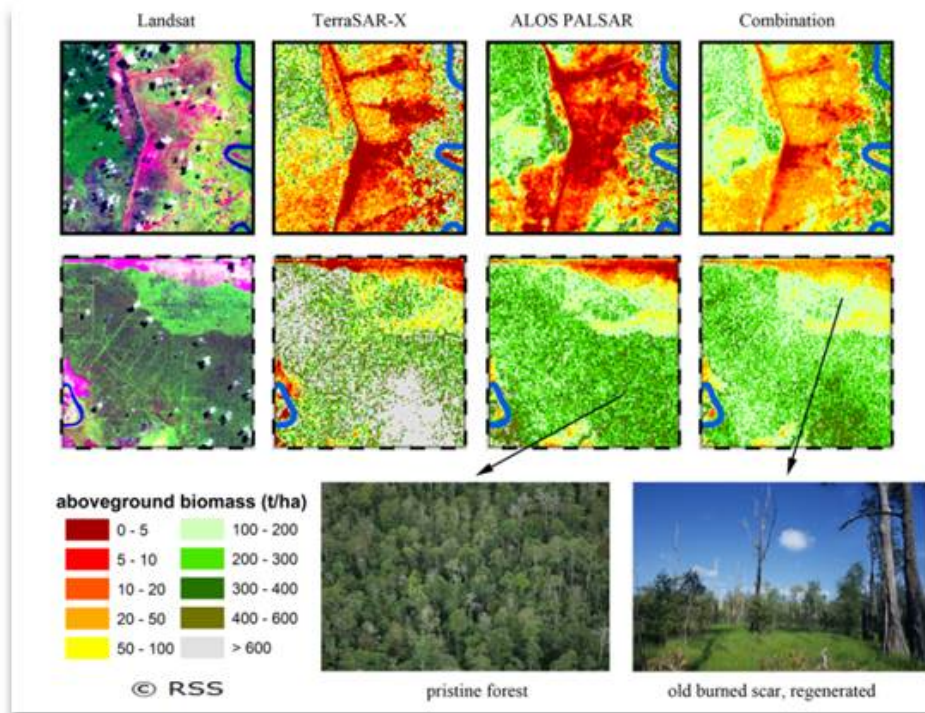 Landsat TerraSAR-X ALOS PALSAR Combination
aboveground biomass (t/ha)
0 - 5 100 - 200
5 - 10 200 - 300
10 - 20 300 - 400
20 - 50 400 - 600
50 - 100 > 600
© RSS
pristine forest old burned scar, regenerated